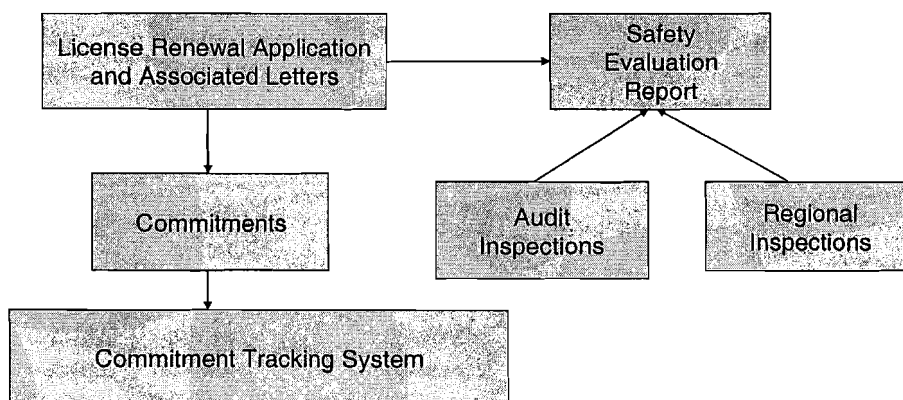 License Renewal Application
and Associated Letters
Safety
Evaluation
Report
Commitments
Audit
Inspections
Regional
Inspections
Commitment Tracking System